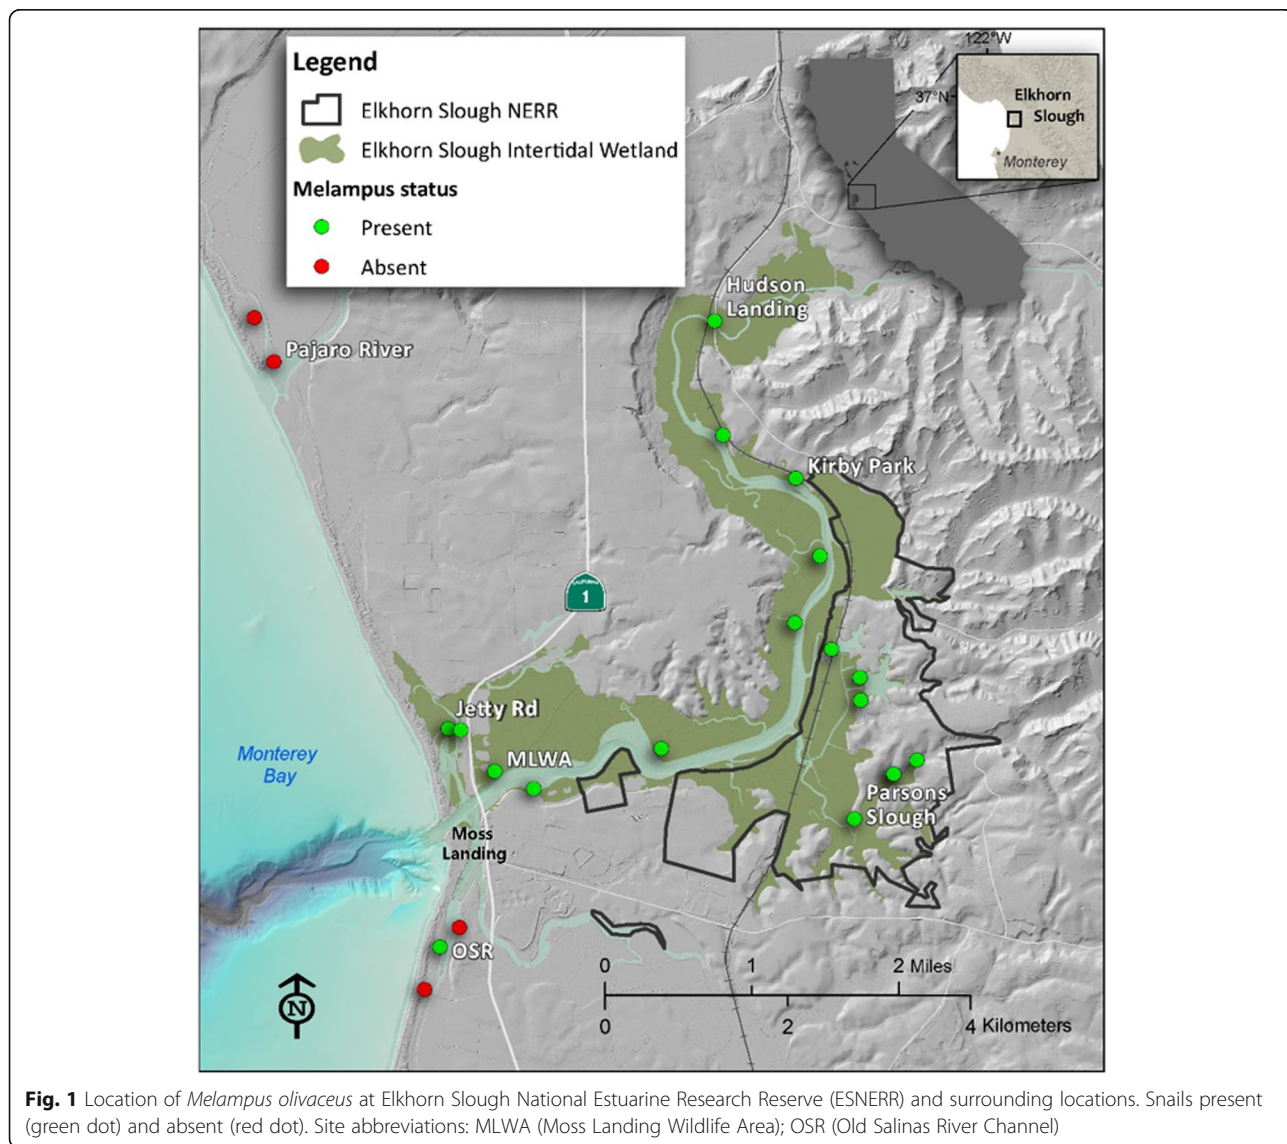 Legend
Elkhorn Slough NERR
Elkhorn Slough Intertidal Wetland
Melampus status
Present
Absent
122°W
37°N
Elkhorn
Slough
Monterey
Hudson
Landing
Pajaro River
Kirby Park
CALIFORNIA
1
Jetty Rd
MLWA
Monterey
Bay
Parsons
Slough
Moss
Landing
OSR
N
0 1 2 Miles
0 2 4 Kilometers
Fig. 1 Location of Melampus olivaceus at Elkhorn Slough National Estuarine Research Reserve (ESNERR) and surrounding locations. Snails present
(green dot) and absent (red dot). Site abbreviations: MLWA (Moss Landing Wildlife Area); OSR (Old Salinas River Channel)